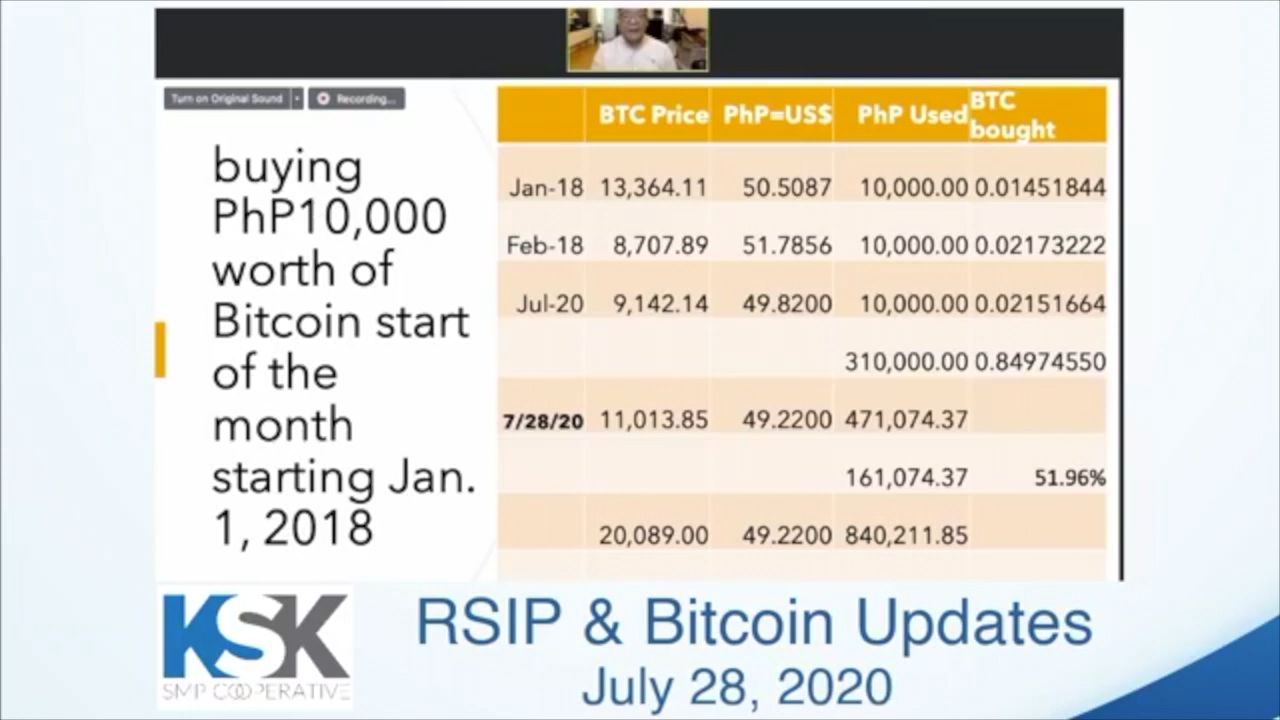 Turn on Original Sound
Recording...
buying
PhP10,000
worth of
Bitcoin start
of the
month
starting Jan.
1, 2018
BTC Price PhP=US$ PhP Used BTC bought
Jan-18 13,364.11 50.5087 10,000.00 0.01451844
Feb-18 8,707.89 51.7856 10,000.00 0.02173222
Jul-20 9,142.14 49.8200 10,000.00 0.02151664
310,000.00 0.84974550
7/28/20 11,013.85 49.2200 471,074.37
161,074.37 51.96%
20,089.00 49.2200 840,211.85
KSK
SMP COOPERATIVE
RSIP & Bitcoin Updates
July 28, 2020